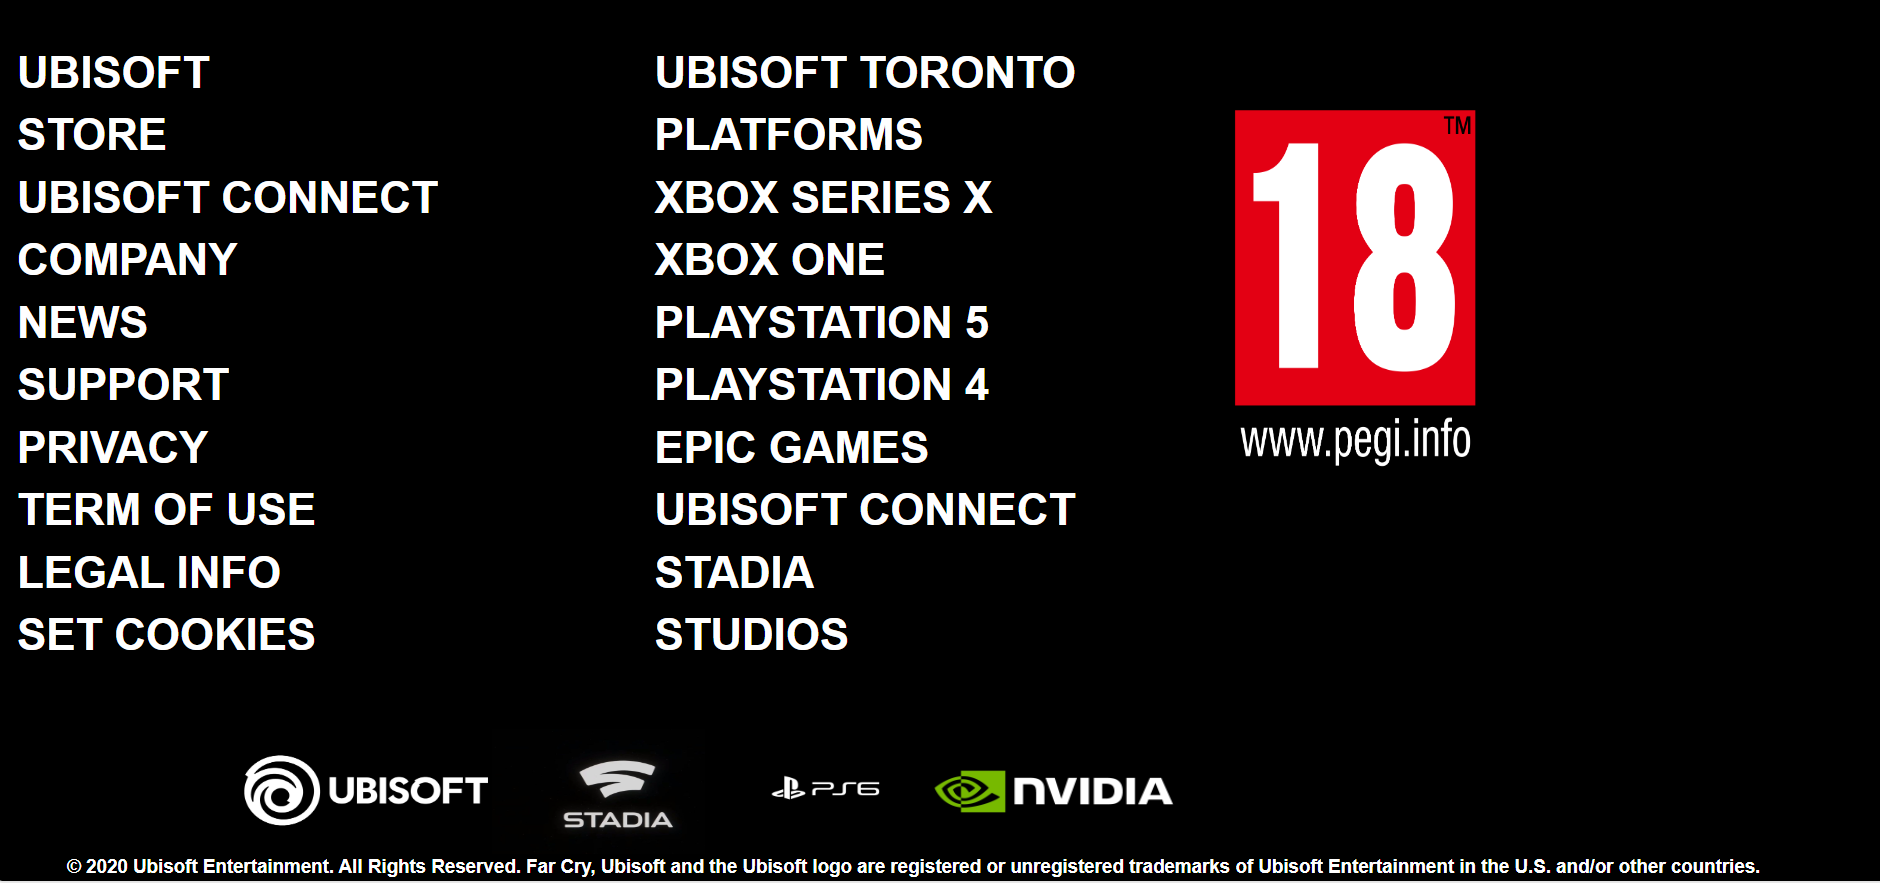 UBISOFT
STORE
UBISOFT CONNECT
COMPANY
NEWS
SUPPORT
PRIVACY
TERM OF USE
LEGAL INFO
SET COOKIES
UBISOFT TORONTO
PLATFORMS
XBOX SERIES X
XBOX ONE
PLAYSTATION 5
PLAYSTATION 4
EPIC GAMES
UBISOFT CONNECT
STADIA
STUDIOS
TM
18
www.pegi.info
UBISOFT
STADIA
PS6
NVIDIA
© 2020 Ubisoft Entertainment. All Rights Reserved. Far Cry, Ubisoft and the Ubisoft logo are registered or unregistered trademarks of Ubisoft Entertainment in the U.S. and/or other countries.